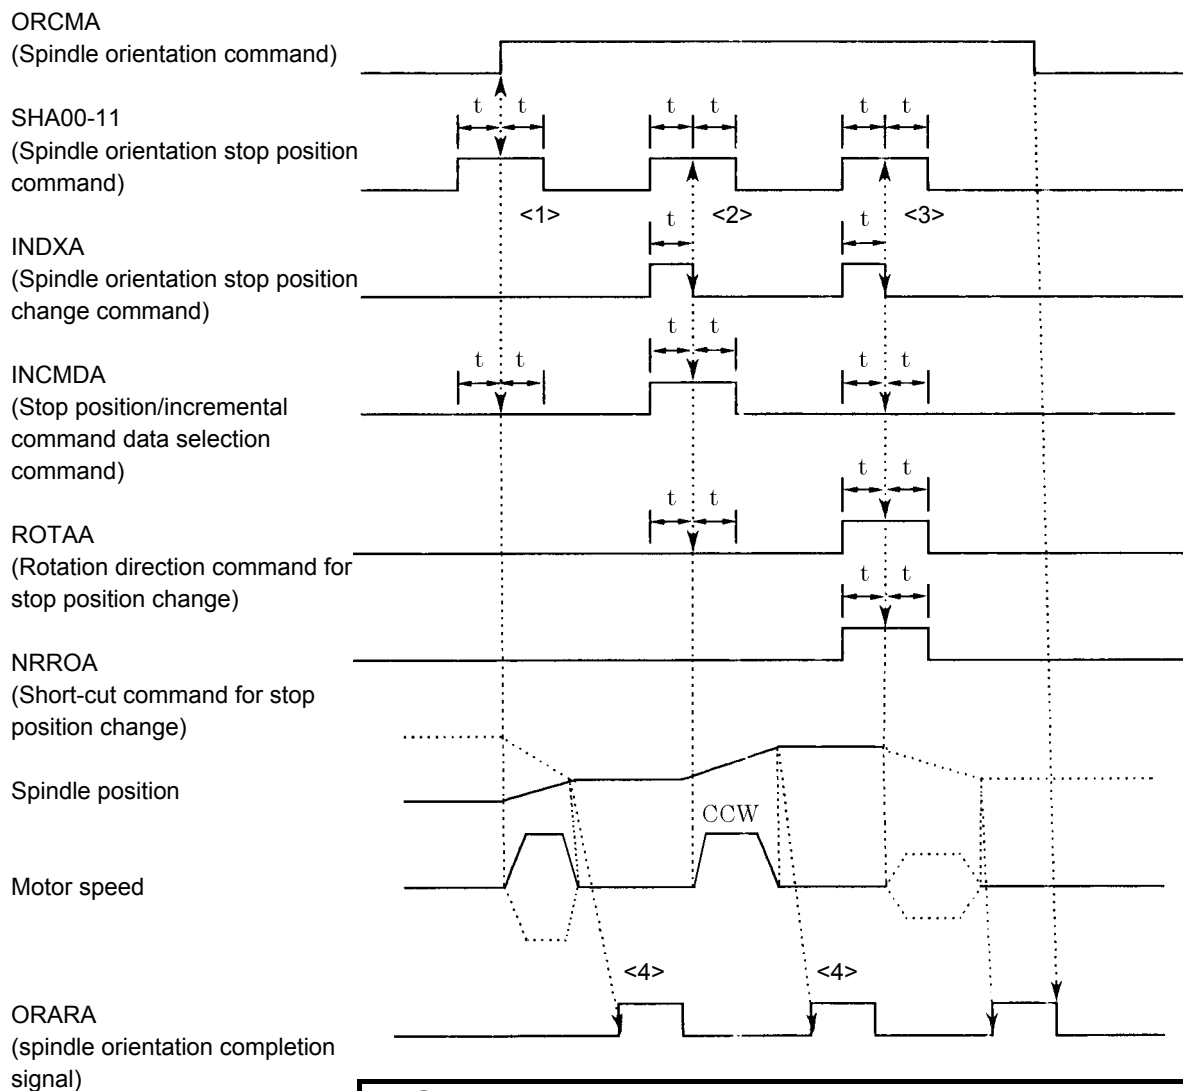 ORCMA
(Spindle orientation command)
t t t t t t
SHA00-11
(Spindle orientation stop position
command)
<1> <2> <3>
t t
INDXA
(Spindle orientation stop position
change command)
t t
t t t t
INCMDA
(Stop position/incremental
command data selection
command)
t t
t t
ROTAA
(Rotation direction command for
stop position change)
t t
NRROA
(Short-cut command for stop
position change)
Spindle position
CCW
Motor speed
<4> <4>
ORARA
(spindle orientation completion
signal)